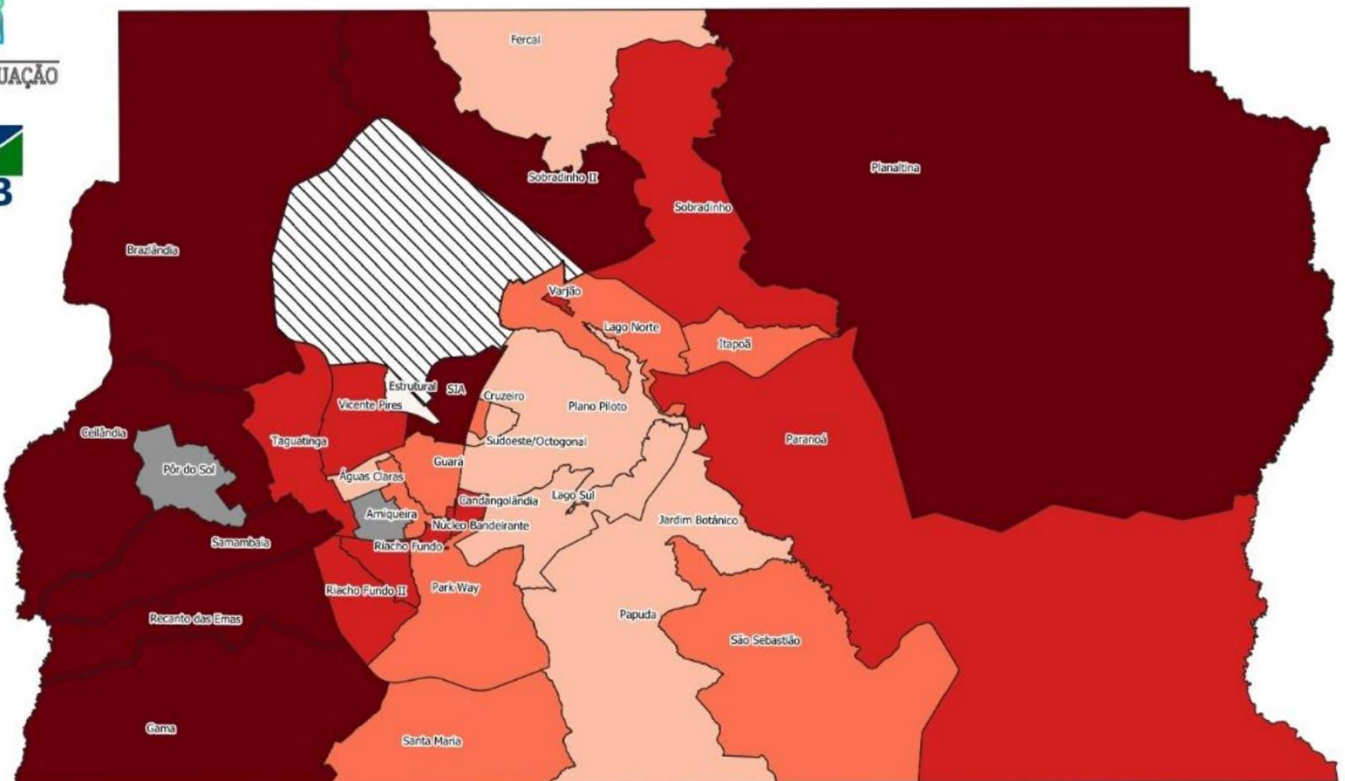 Fercal
UAÇÃO
Planaltina
Sobradinho II
B
Sobradinho
Brazlândia
Varjão
Lago Norte
Itapoã
Estrutural
SIA
Cruzeiro
Vicente Pires
Plano Piloto
Ceilândia
Taguatinga
Sudoeste/Octogonal
Paranoá
Guará
Pôr do Sol
Águas Claras
Lago Sul
Candangolândia
Arniqueira
Jardim Botânico
Núcleo Bandeirante
Samambaia
Riacho Fundo
Riacho Fundo II
Park Way
Recanto das Emas
Papuda
São Sebastião
Gama
Santa Maria